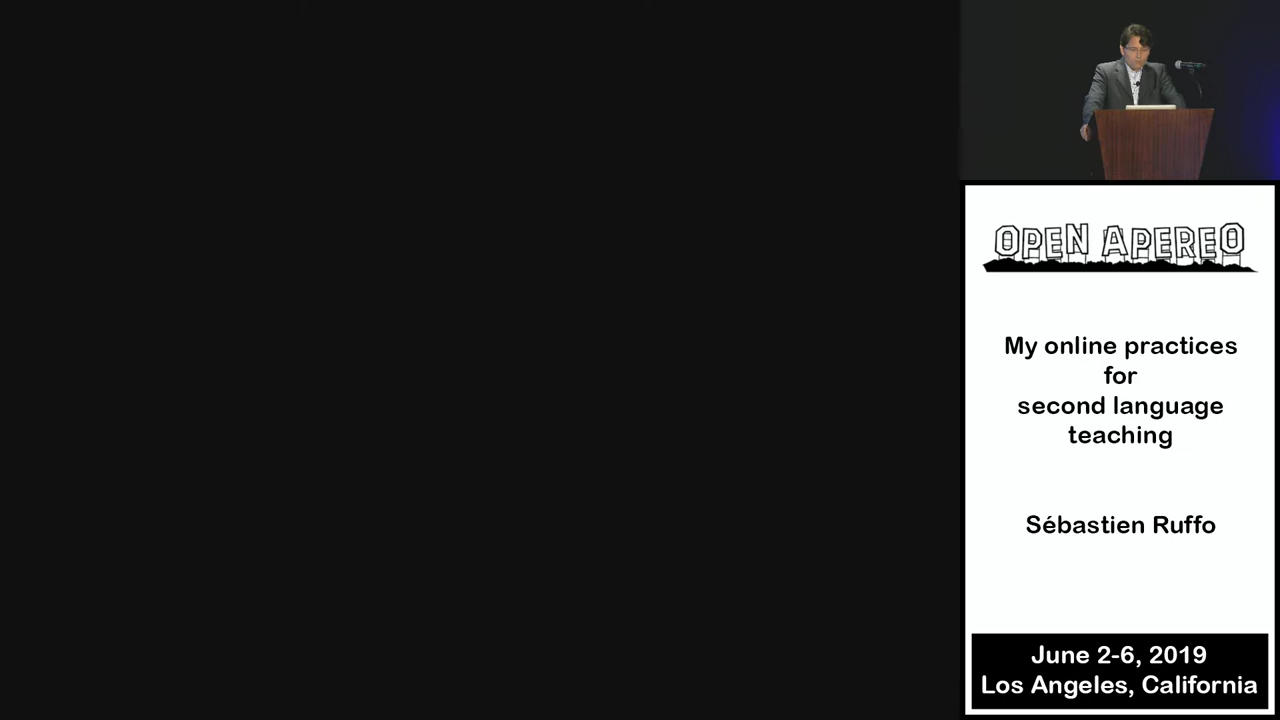 OPEN APEREO
My online practices
for
second language
teaching
Sébastien Ruffo
June 2-6, 2019
Los Angeles, California